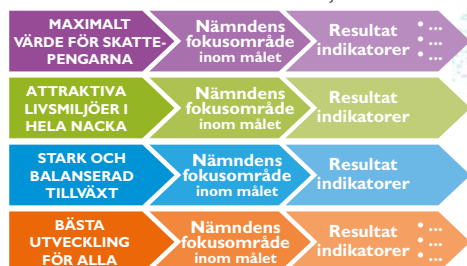 MAXIMALT
VÄRDE FÖR SKATTE-
PENGARNA
Nämndens
fokusområde
inom målet
Resultat
indikatorer
• ...
• ...
• ...
ATTRAKTIVA
LIVSMILJÖER I
HELA NACKA
Nämndens
fokusområde
inom målet
Resultat
indikatorer
STARK OCH
BALANSERAD
TILLVÄXT
Nämndens
fokusområde
inom målet
Resultat
indikatorer
BÄSTA
UTVECKLING
FÖR ALLA
Nämndens
fokusområde
inom målet
Resultat
indikatorer
• ...
• ...
• ...